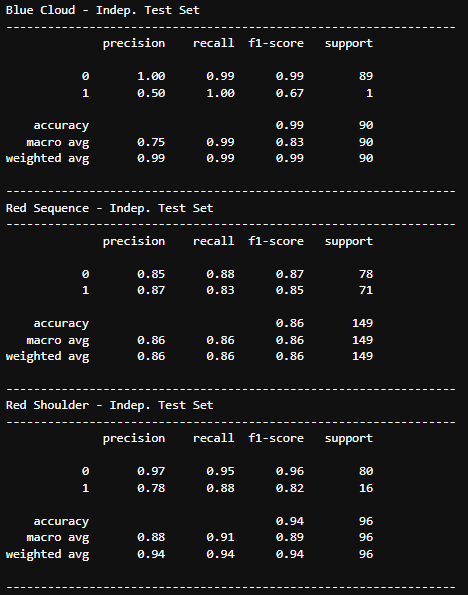 Blue Cloud - Indep. Test Set
-----------------------------------------------------------------
precision recall f1-score support
0 1.00 0.99 0.99 89
1 0.50 1.00 0.67 1
accuracy 0.99 90
macro avg 0.75 0.99 0.83 90
weighted avg 0.99 0.99 0.99 90
-----------------------------------------------------------------
Red Sequence - Indep. Test Set
-----------------------------------------------------------------
precision recall f1-score support
0 0.85 0.88 0.87 78
1 0.87 0.83 0.85 71
accuracy 0.86 149
macro avg 0.86 0.86 0.86 149
weighted avg 0.86 0.86 0.86 149
-----------------------------------------------------------------
Red Shoulder - Indep. Test Set
-----------------------------------------------------------------
precision recall f1-score support
0 0.97 0.95 0.96 80
1 0.78 0.88 0.82 16
accuracy 0.94 96
macro avg 0.88 0.91 0.89 96
weighted avg 0.94 0.94 0.94 96
-----------------------------------------------------------------